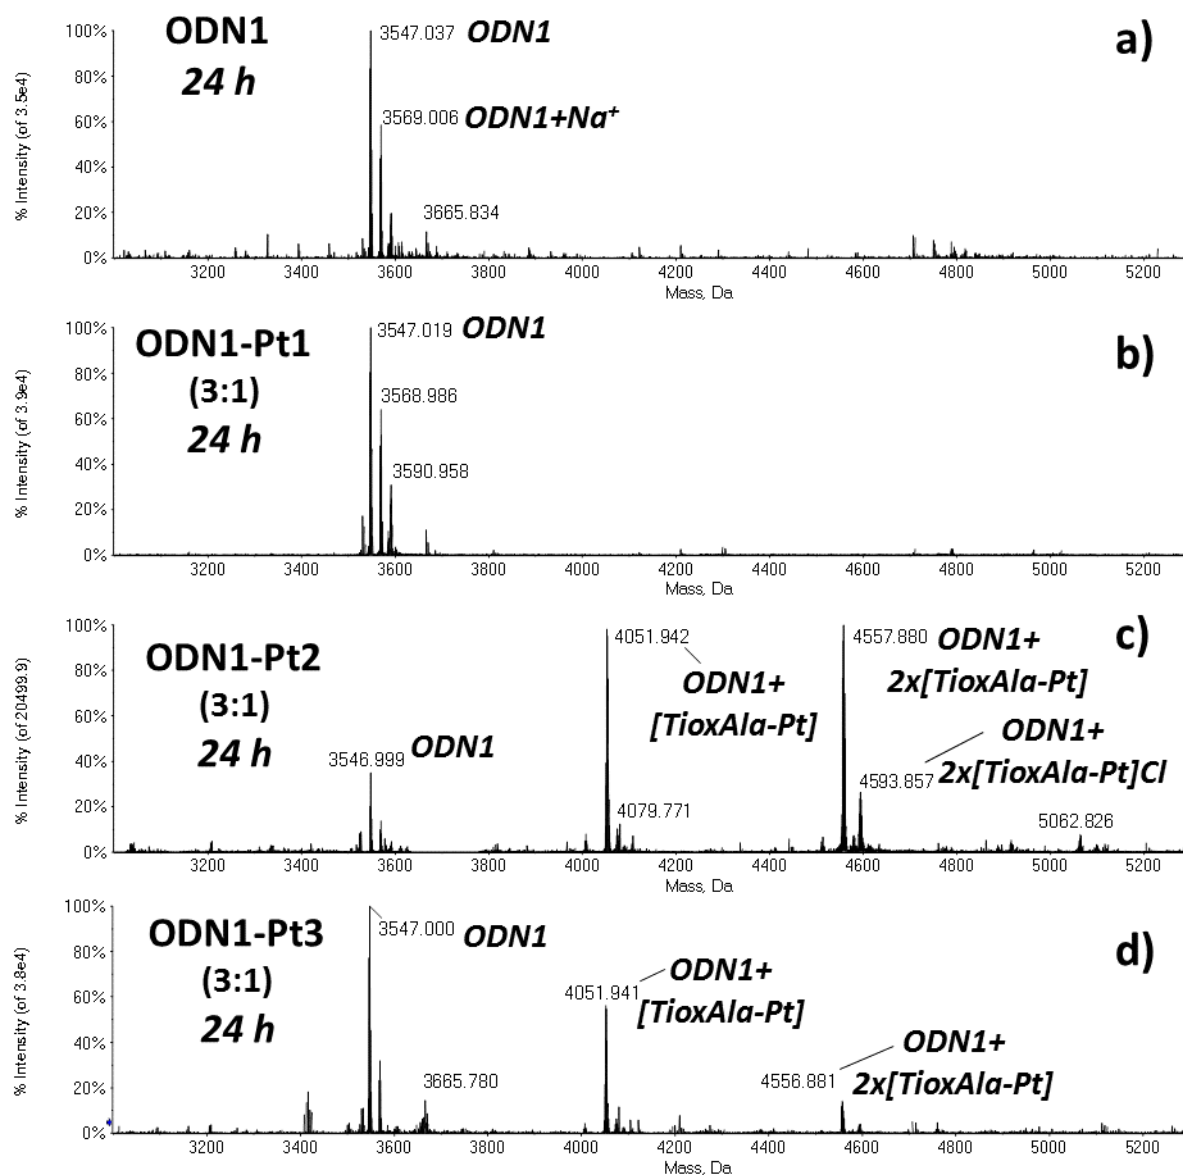 ODN1
24 h
a)
3547.037 ODN1
3569.006 ODN1+Na⁺
3665.834
% Intensity (of 3.5e4)
100%
80%
60%
40%
20%
0%
3200 3400 3600 3800 4000 4200 4400 4600 4800 5000 5200
Mass, Da
ODN1-Pt1
(3:1)
24 h
b)
3547.019 ODN1
3568.986
3590.958
% Intensity (of 3.9e4)
100%
80%
60%
40%
20%
0%
3200 3400 3600 3800 4000 4200 4400 4600 4800 5000 5200
Mass, Da
ODN1-Pt2
(3:1)
24 h
c)
3546.999 ODN1
4051.942
ODN1+
[TioxAla-Pt]
4079.771
4557.880 ODN1+
2x[TioxAla-Pt]
ODN1+
2x[TioxAla-Pt]Cl
4593.857
5062.826
% Intensity (of 20499.9)
100%
80%
60%
40%
20%
0%
3200 3400 3600 3800 4000 4200 4400 4600 4800 5000 5200
Mass, Da
ODN1-Pt3
(3:1)
24 h
d)
3547.000 ODN1
3665.780
4051.941
ODN1+
[TioxAla-Pt]
4556.881
ODN1+
2x[TioxAla-Pt]
% Intensity (of 3.8e4)
100%
80%
60%
40%
20%
0%
3200 3400 3600 3800 4000 4200 4400 4600 4800 5000 5200
Mass, Da